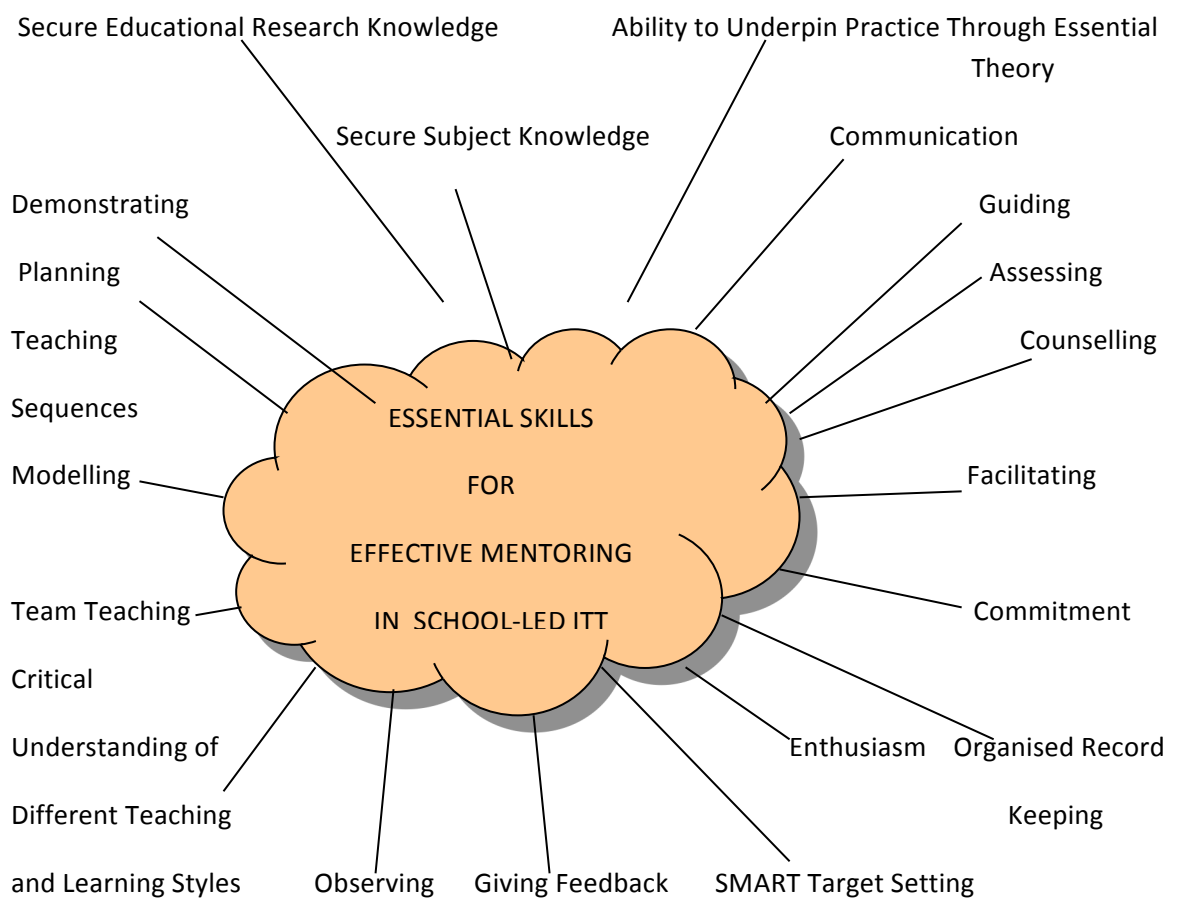 Secure Educational Research Knowledge
Ability to Underpin Practice Through Essential
Theory
Secure Subject Knowledge
Communication
Demonstrating
Guiding
Planning
Assessing
Teaching
Counselling
Sequences
ESSENTIAL SKILLS
Modelling
FOR
Facilitating
EFFECTIVE MENTORING
Team Teaching
IN SCHOOL-LED ITT
Commitment
Critical
Understanding of
Enthusiasm
Organised Record
Different Teaching
Keeping
and Learning Styles
Observing
Giving Feedback
SMART Target Setting